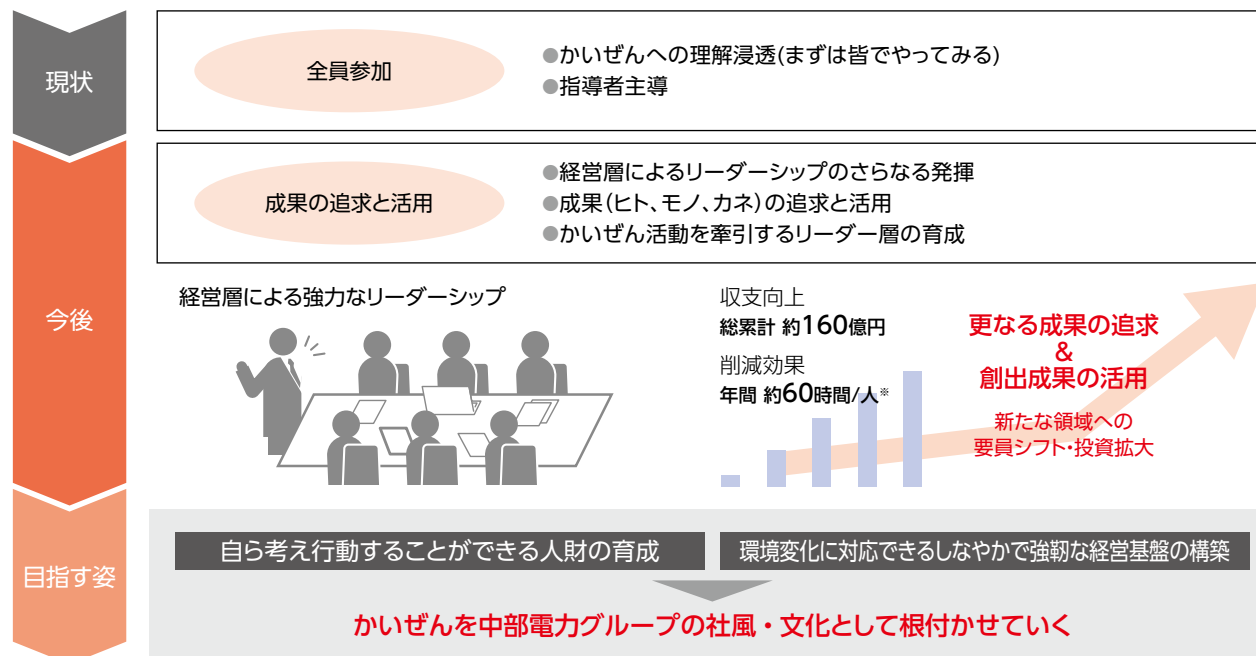 現状
全員参加
●かいぜんへの理解浸透(まずは皆でやってみる)
●指導者主導
今後
成果の追求と活用
●経営層によるリーダーシップのさらなる発揮
●成果(ヒト、モノ、カネ)の追求と活用
●かいぜん活動を牽引するリーダー層の育成
経営層による強力なリーダーシップ
収支向上
総累計 約160億円
削減効果
年間 約60時間/人※
更なる成果の追求
&
創出成果の活用
新たな領域への
要員シフト・投資拡大
目指す姿
自ら考え行動することができる人財の育成
環境変化に対応できるしなやかで強靭な経営基盤の構築
かいぜんを中部電力グループの社風・文化として根付かせていく